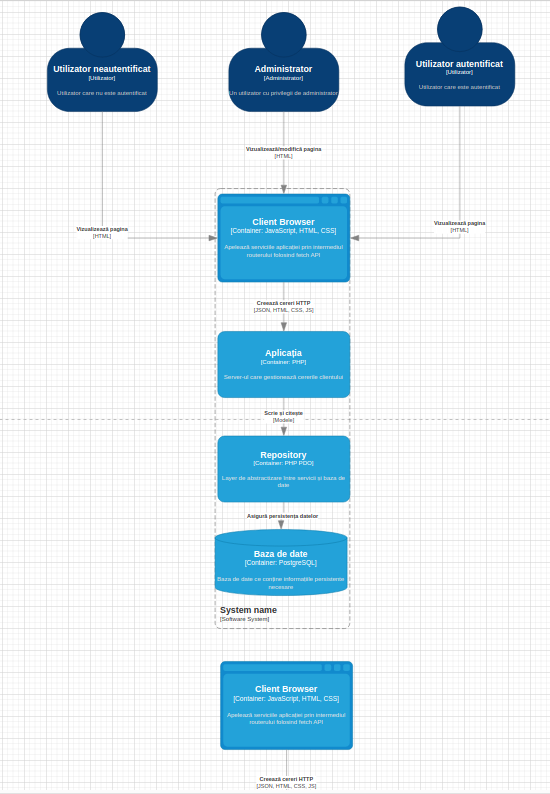 Utilizator neautentificat
[Utilizator]
Utilizator care nu este autentificat
Administrator
[Administrator]
Un utilizator cu privilegii de administrator
Utilizator autentificat
[Utilizator]
Utilizator care este autentificat
Vizualizează/modifică pagina
[HTML]
Vizualizează pagina
[HTML]
Vizualizează pagina
[HTML]
Client Browser
[Container: JavaScript, HTML, CSS]
Apelează serviciile aplicației prin intermediul
routerului folosind fetch API
Creează cereri HTTP
[JSON, HTML, CSS, JS]
Aplicația
[Container: PHP]
Server-ul care gestionează cererile clientului
Scrie și citește
[Modele]
Repository
[Container: PHP PDO]
Layer de abstractizare între servicii și baza de
date
Asigură persistența datelor
Baza de date
[Container: PostgreSQL]
Baza de date ce conține informațiile persistente
necesare
System name
[Software System]
Client Browser
[Container: JavaScript, HTML, CSS]
Apelează serviciile aplicației prin intermediul
routerului folosind fetch API
Creează cereri HTTP
[JSON, HTML, CSS, JS]